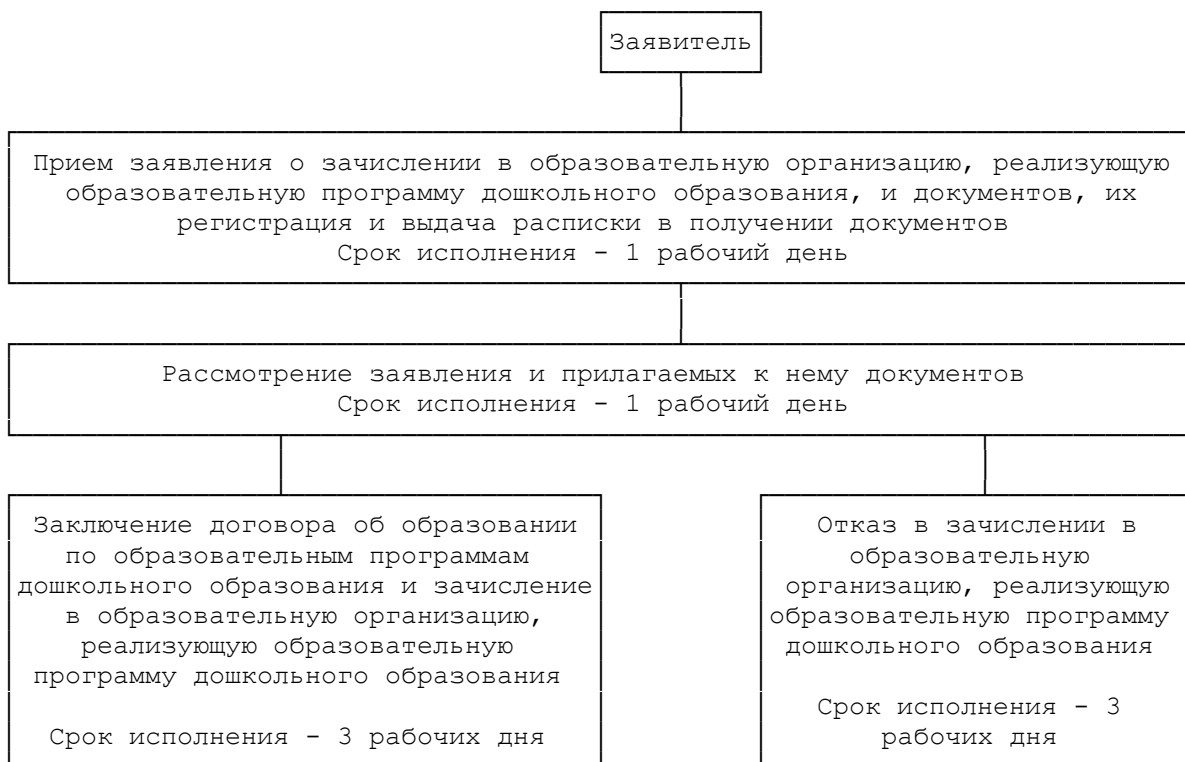 Заявитель
Прием заявления о зачислении в образовательную организацию, реализующую
образовательную программу дошкольного образования, и документов, их
регистрация и выдача расписки в получении документов
Срок исполнения - 1 рабочий день
Рассмотрение заявления и прилагаемых к нему документов
Срок исполнения - 1 рабочий день
Заключение договора об образовании
по образовательным программам
дошкольного образования и зачисление
в образовательную организацию,
реализующую образовательную
программу дошкольного образования
Срок исполнения - 3 рабочих дня
Отказ в зачислении в
образовательную
организацию, реализующую
образовательную программу
дошкольного образования
Срок исполнения - 3
рабочих дня